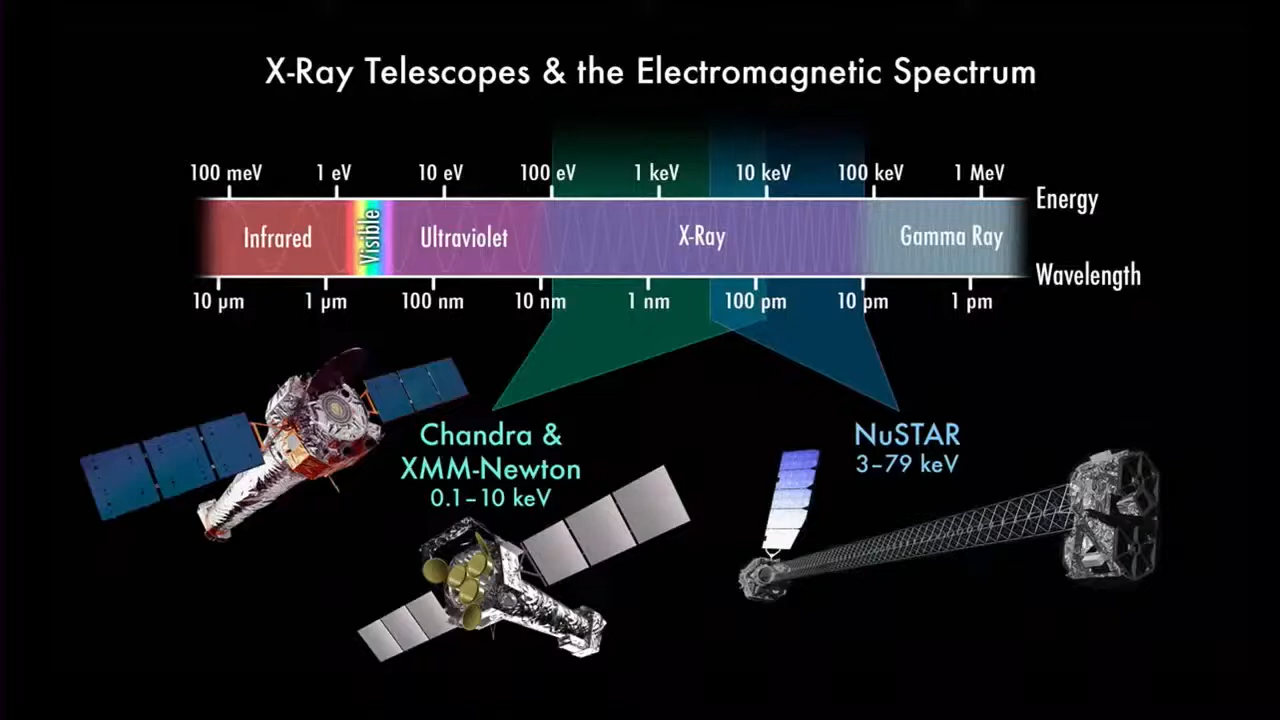 X-Ray Telescopes & the Electromagnetic Spectrum
100 meV 1 eV 10 eV 100 eV 1 keV 10 keV 100 keV 1 MeV
Energy
Infrared Visible Ultraviolet X-Ray Gamma Ray
Wavelength
10 µm 1 µm 100 nm 10 nm 1 nm 100 pm 10 pm 1 pm
Chandra &
XMM-Newton
0.1–10 keV
NuSTAR
3–79 keV